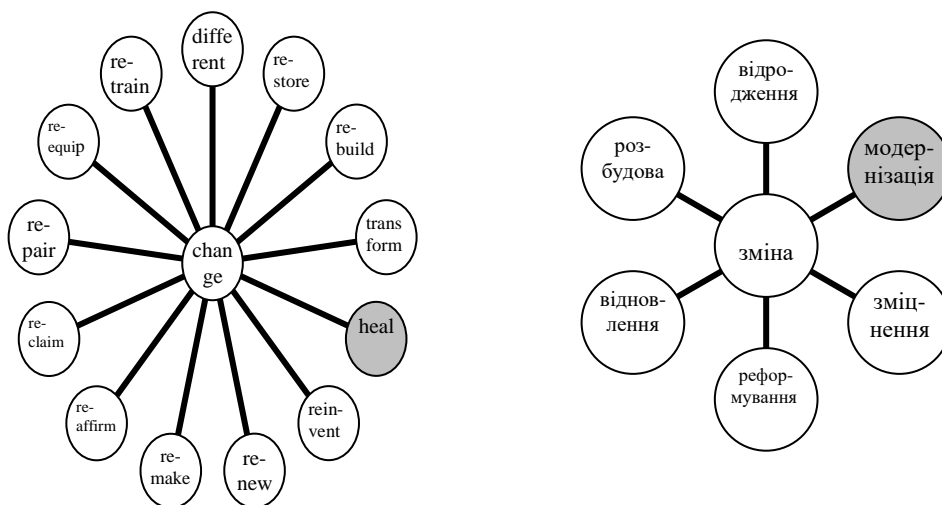 diffe
rent
re-
store
re-
build
trans
form
heal
rein-
vent
re-
new
re-
make
re-
affirm
re-
claim
re-
pair
re-
equip
re-
train
chan
ge
відро-
дження
модер-
нізація
зміц-
нення
рефор-
мування
віднов-
лення
роз-
будова
зміна